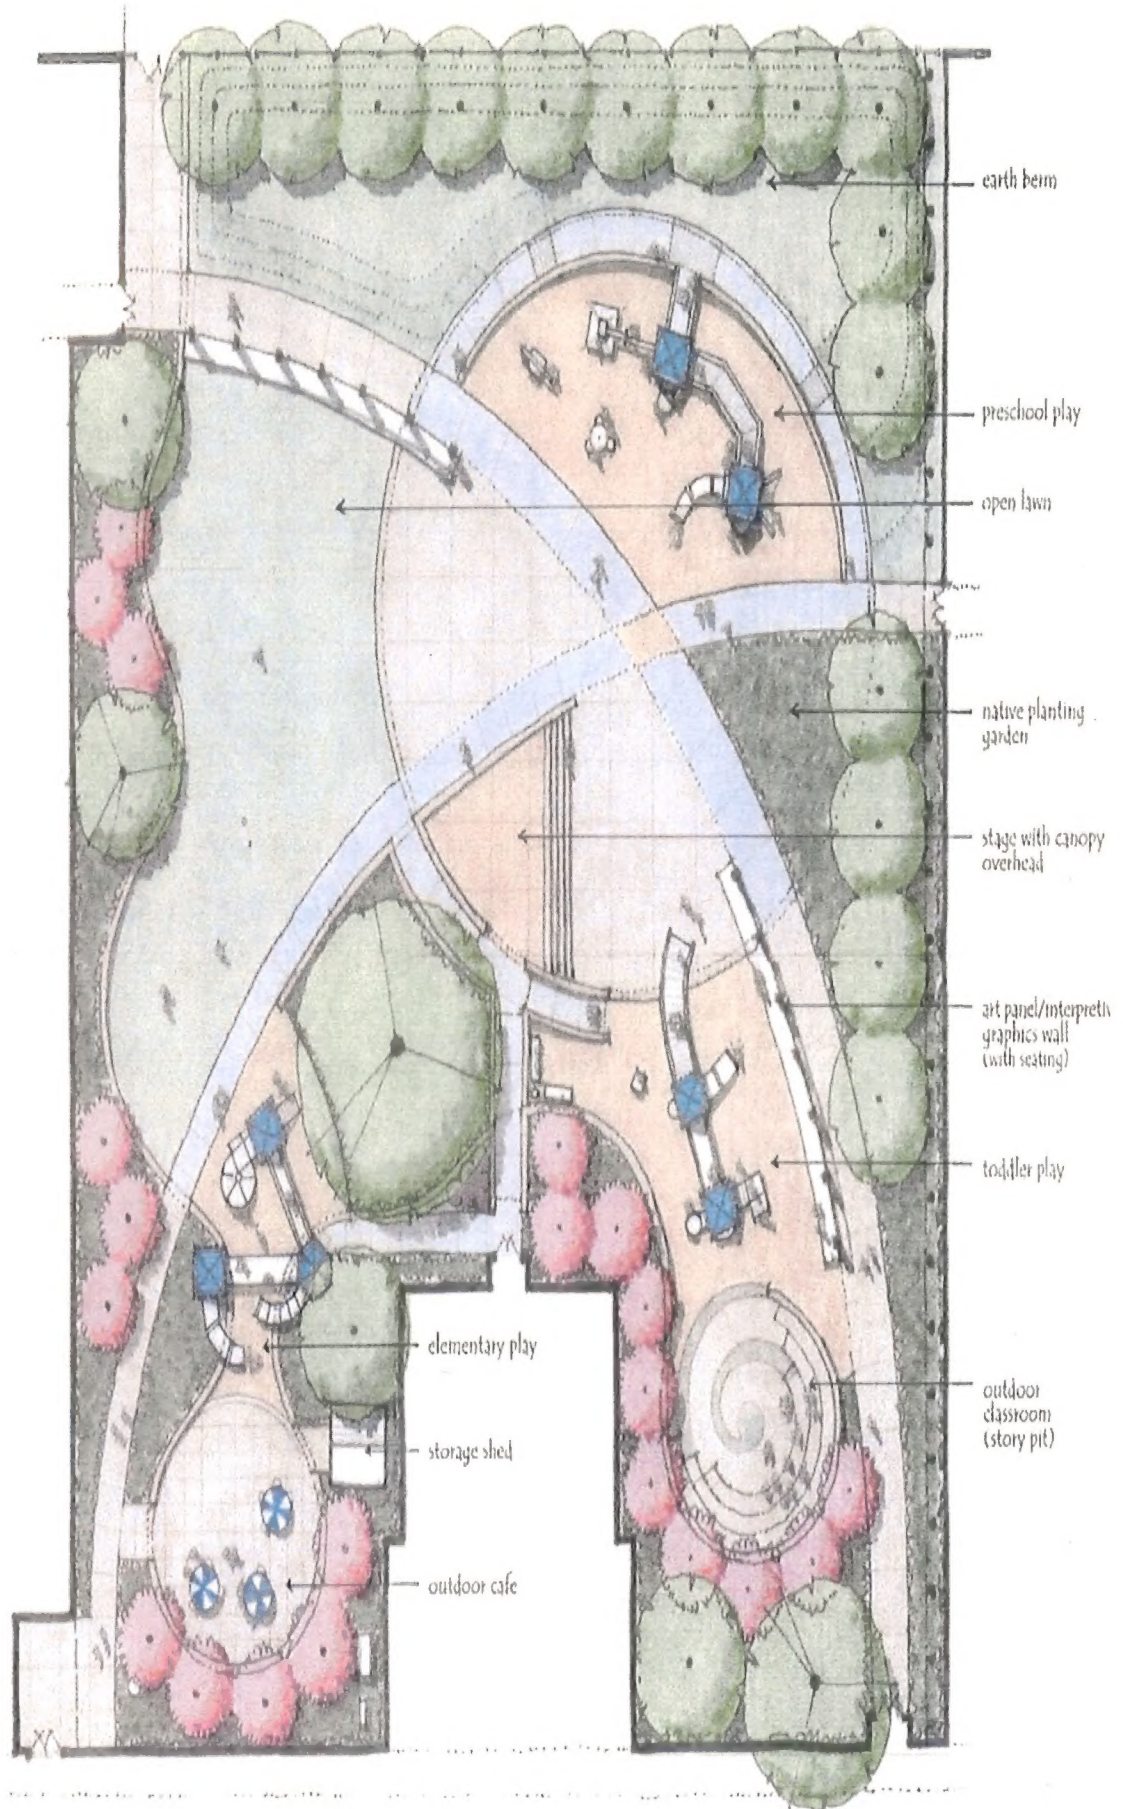 earth berm
preschool play
open lawn
native planting
garden
stage with canopy
overhead
art panel/interpretiv
graphics wall
(with seating)
toddler play
elementary play
outdoor
classroom
(story pit)
storage shed
outdoor cafe